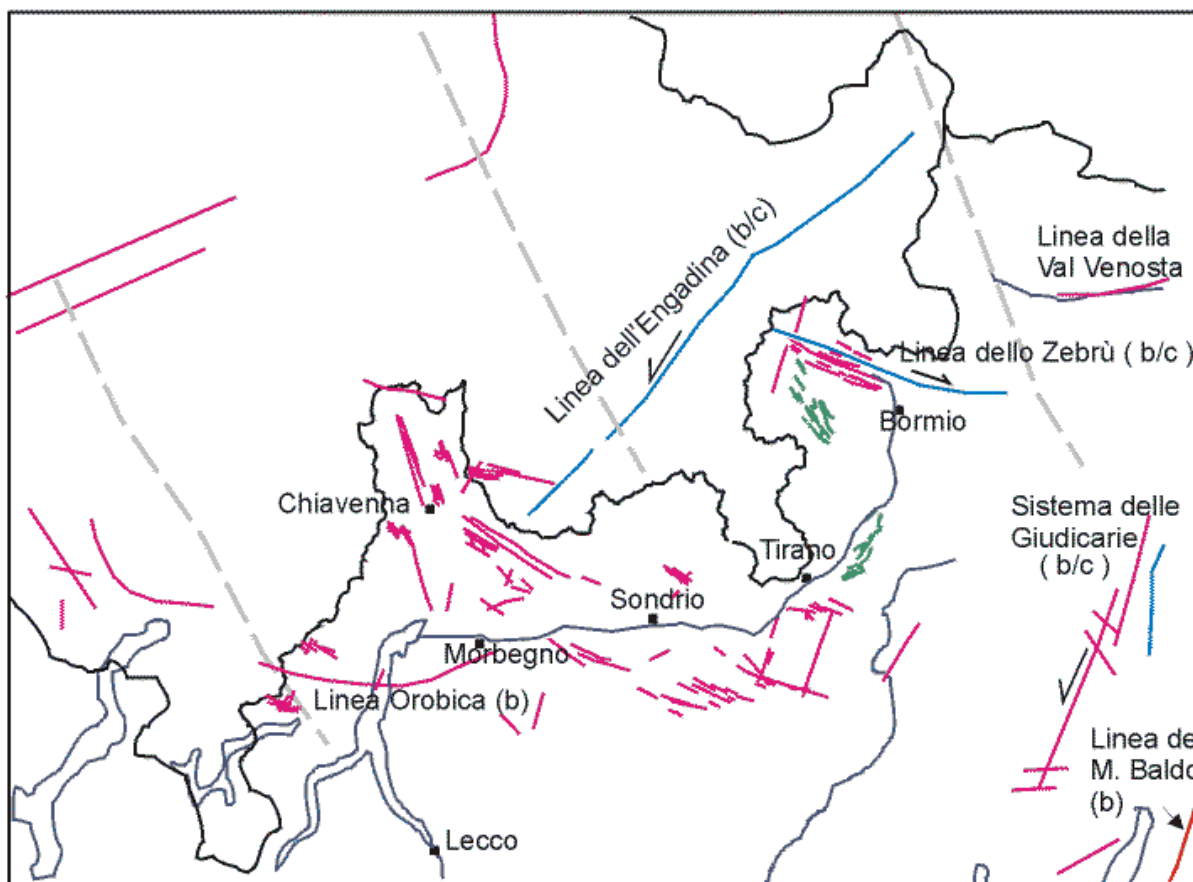 Linea della
Val Venosta
Linea dell'Engadina (b/c)
Linea dello Zebrù ( b/c)
Bormio
Chiavenna
Sistema delle
Giudicarie
( b/c )
Tirano
Sondrio
Morbegno
Linea Orobica (b)
Linea de
M. Baldo
(b)
Lecco